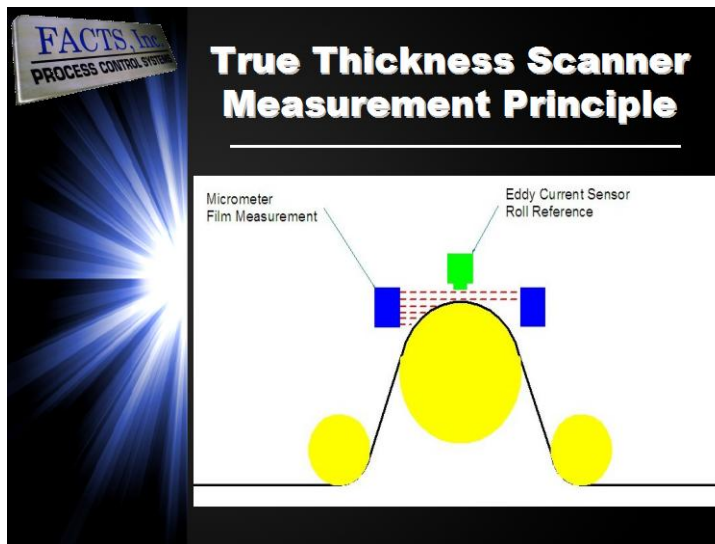 FACTS, Inc.
PROCESS CONTROL SYSTEMS
True Thickness Scanner
Measurement Principle
Micrometer
Film Measurement
Eddy Current Sensor
Roll Reference